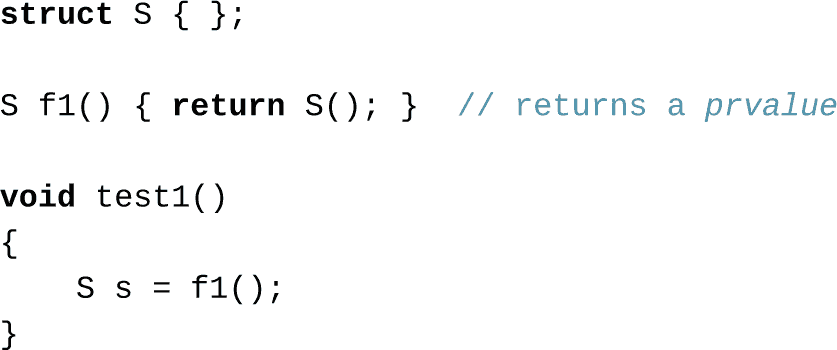 struct S { };
S f1() { return S(); }  // returns a prvalue
void test1()
{
    S s = f1();
}